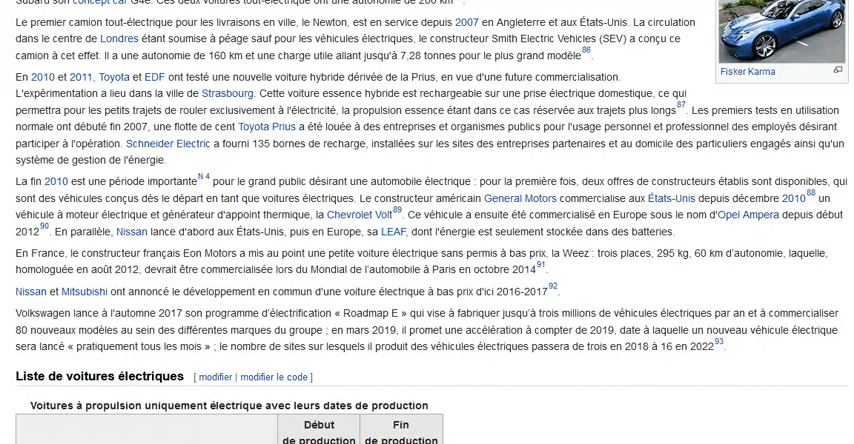 Subaru son concept car G4e. Ces deux voitures tout-électrique ont une autonomie de 200 km
Le premier camion tout-électrique pour les livraisons en ville, le Newton, est en service depuis 2007 en Angleterre et aux États-Unis. La circulation
dans le centre de Londres étant soumise à péage sauf pour les véhicules électriques, le constructeur Smith Electric Vehicles (SEV) a conçu ce
camion à cet effet. Il a une autonomie de 160 km et une charge utile allant jusqu'à 7,28 tonnes pour le plus grand modèle86.
Fisker Karma
En 2010 et 2011, Toyota et EDF ont testé une nouvelle voiture hybride dérivée de la Prius, en vue d'une future commercialisation.
L'expérimentation a lieu dans la ville de Strasbourg. Cette voiture essence hybride est rechargeable sur une prise électrique domestique, ce qui
permettra pour les petits trajets de rouler exclusivement à l'électricité, la propulsion essence étant dans ce cas réservée aux trajets plus longs87. Les premiers tests en utilisation
normale ont débuté fin 2007, une flotte de cent Toyota Prius a été louée à des entreprises et organismes publics pour l'usage personnel et professionnel des employés désirant
participer à l'opération. Schneider Electric a fourni 135 bornes de recharge, installées sur les sites des entreprises partenaires et au domicile des particuliers engagés ainsi qu'un
système de gestion de l'énergie.
La fin 2010 est une période importanteN 4 pour le grand public désirant une automobile électrique : pour la première fois, deux offres de constructeurs établis sont disponibles, qui
sont des véhicules conçus dès le départ en tant que voitures électriques. Le constructeur américain General Motors commercialise aux États-Unis depuis décembre 201088 un
véhicule à moteur électrique et générateur d'appoint thermique, la Chevrolet Volt89. Ce véhicule a ensuite été commercialisé en Europe sous le nom d'Opel Ampera depuis début
201290. En parallèle, Nissan lance d'abord aux États-Unis, puis en Europe, sa LEAF, dont l'énergie est seulement stockée dans des batteries.
En France, le constructeur français Eon Motors a mis au point une petite voiture électrique sans permis à bas prix, la Weez : trois places, 295 kg, 60 km d’autonomie, laquelle,
homologuée en août 2012, devrait être commercialisée lors du Mondial de l’automobile à Paris en octobre 201491.
Nissan et Mitsubishi ont annoncé le développement en commun d'une voiture électrique à bas prix d'ici 2016-201792.
Volkswagen lance à l'automne 2017 son programme d'électrification « Roadmap E » qui vise à fabriquer jusqu’à trois millions de véhicules électriques par an et à commercialiser
80 nouveaux modèles au sein des différentes marques du groupe ; en mars 2019, il promet une accélération à compter de 2019, date à laquelle un nouveau véhicule électrique
sera lancé « pratiquement tous les mois » ; le nombre de sites sur lesquels il produit des véhicules électriques passera de trois en 2018 à 16 en 202293.
Liste de voitures électriques [ modifier | modifier le code ]
Voitures à propulsion uniquement électrique avec leurs dates de production
Début Fin
de production de production